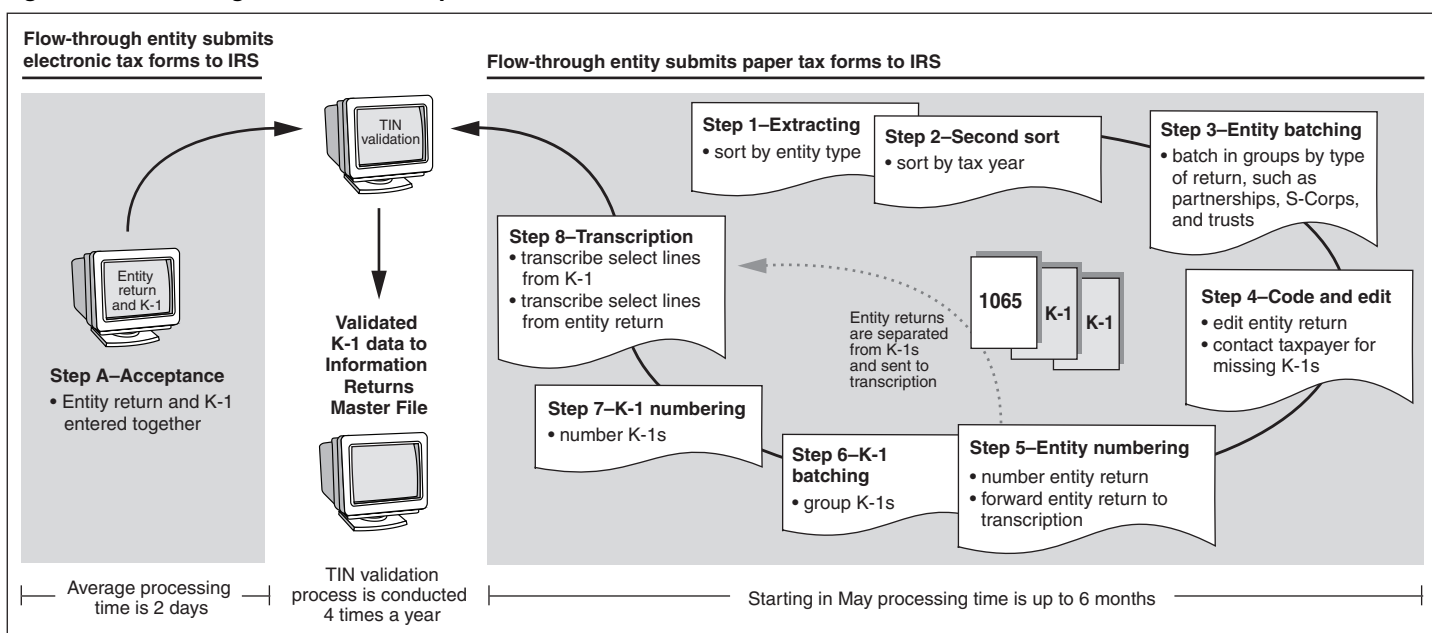 Flow-through entity submits
electronic tax forms to IRS
Entity
return
and K-1
Step A–Acceptance
• Entity return and K-1
entered together
Average processing
time is 2 days
TIN
validation
Validated
K-1 data to
Information
Returns
Master File
TIN validation
process is conducted
4 times a year
Flow-through entity submits paper tax forms to IRS
Step 1–Extracting
• sort by entity type
Step 2–Second sort
• sort by tax year
Step 3–Entity batching
• batch in groups by type
of return, such as
partnerships, S-Corps,
and trusts
Step 4–Code and edit
• edit entity return
• contact taxpayer for
missing K-1s
Step 5–Entity numbering
• number entity return
• forward entity return to
transcription
1065
K-1
K-1
Entity returns
are separated
from K-1s
and sent to
transcription
Step 6–K-1
batching
• group K-1s
Step 7–K-1 numbering
• number K-1s
Step 8–Transcription
• transcribe select lines
from K-1
• transcribe select lines
from entity return
Starting in May processing time is up to 6 months